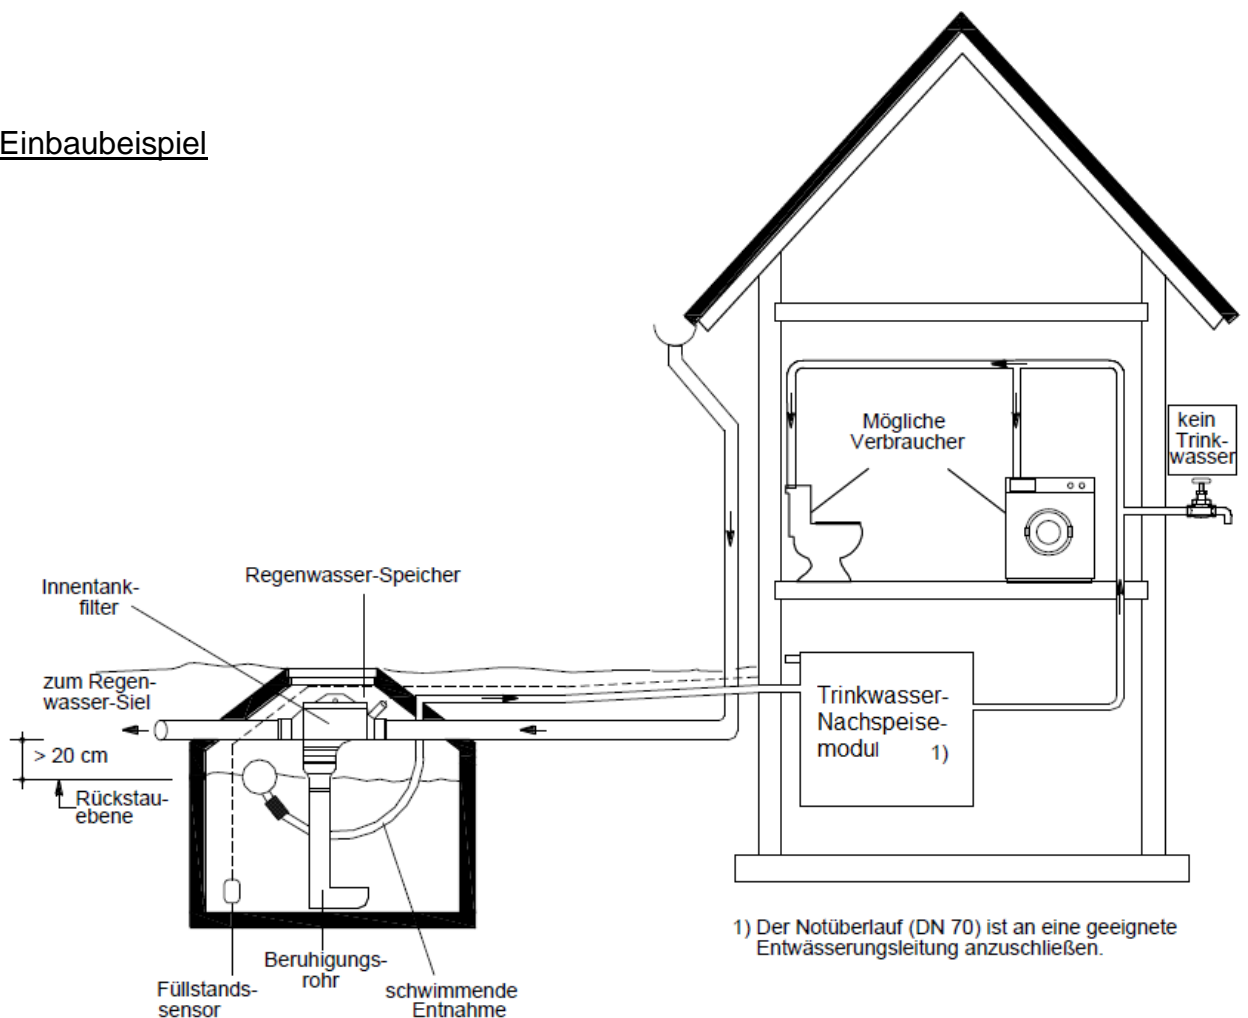 Einbaubeispiel
Mögliche
Verbraucher
kein
Trink-
wasser
Regenwasser-Speicher
Innentank-
filter
zum Regen-
wasser-Siel
> 20 cm
Rückstau-
ebene
Trinkwasser-
Nachspeise-
modul 1)
1) Der Notüberlauf (DN 70) ist an eine geeignete
Entwässerungsleitung anzuschließen.
Beruhigungs-
rohr
Füllstands-
sensor
schwimmende
Entnahme